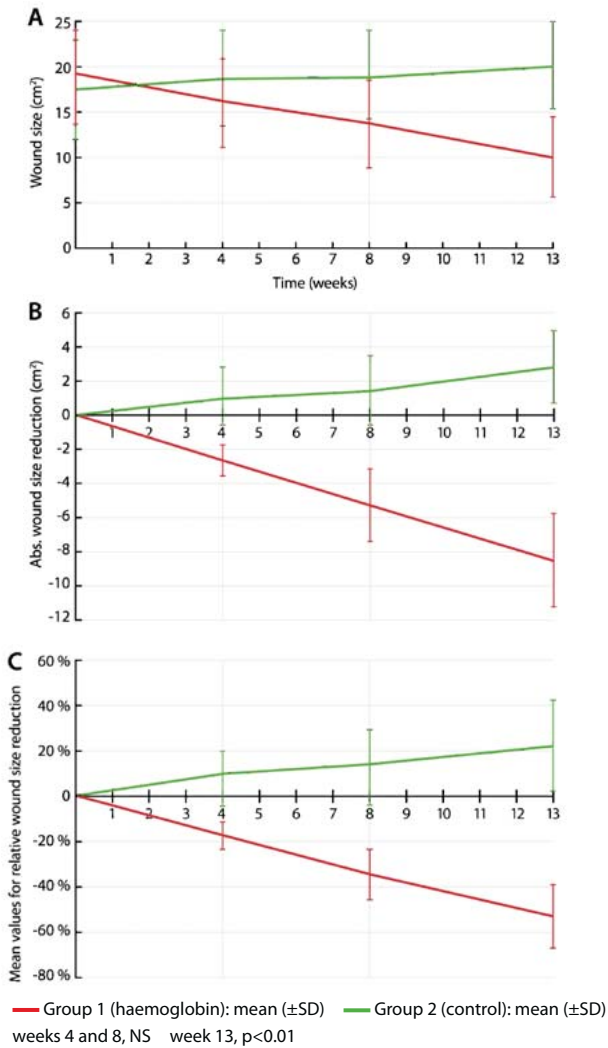 A
Wound size (cm²)
25
20
15
10
5
0
1 2 3 4 5 6 7 8 9 10 11 12 13
Time (weeks)
B
Abs. wound size reduction (cm²)
6
4
2
0
1 2 3 4 5 6 7 8 9 10 11 12 13
-2
-4
-6
-8
-10
-12
C
Mean values for relative wound size reduction
60 %
40 %
20 %
0
1 2 3 4 5 6 7 8 9 10 11 12 13
-20 %
-40 %
-60 %
-80 %
Group 1 (haemoglobin): mean (±SD) Group 2 (control): mean (±SD)
weeks 4 and 8, NS week 13, p<0.01